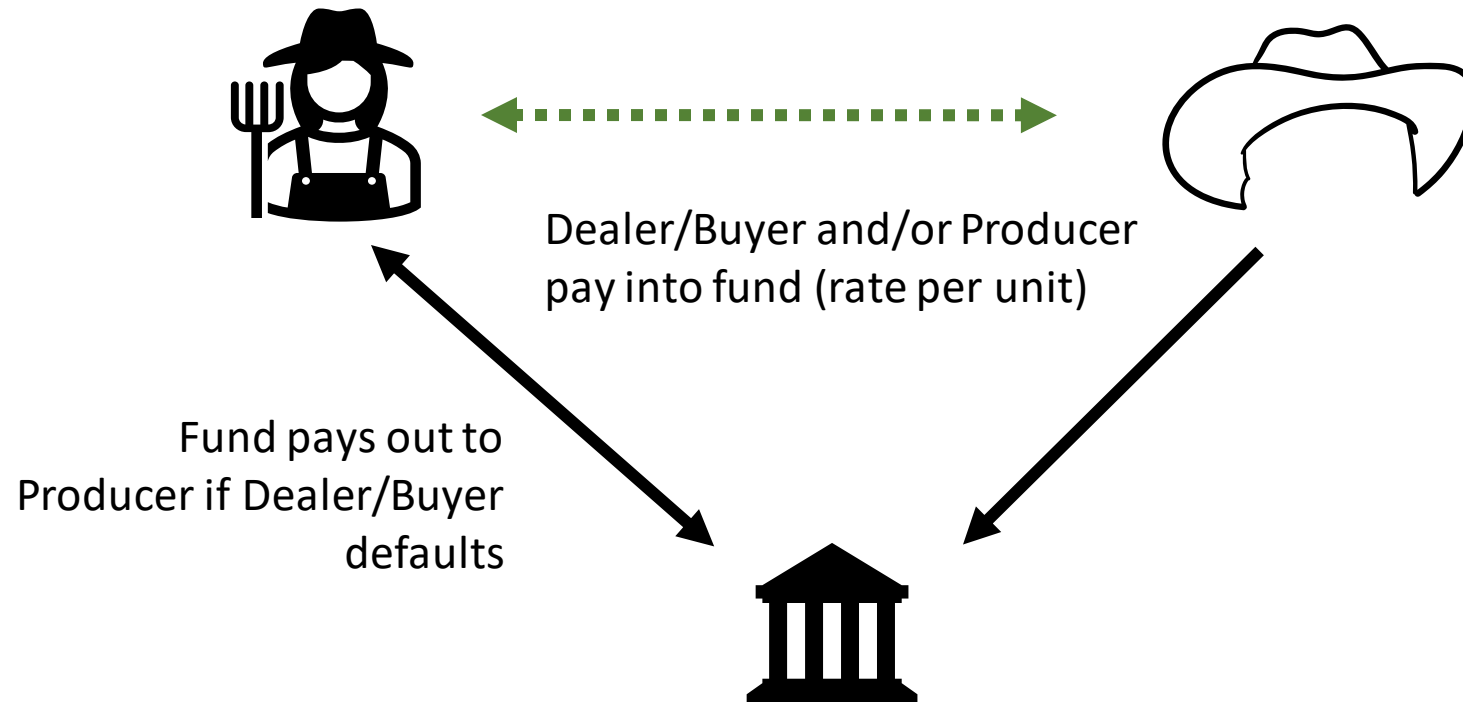 Dealer/Buyer and/or Producer
pay into fund (rate per unit)
Fund pays out to
Producer if Dealer/Buyer
defaults